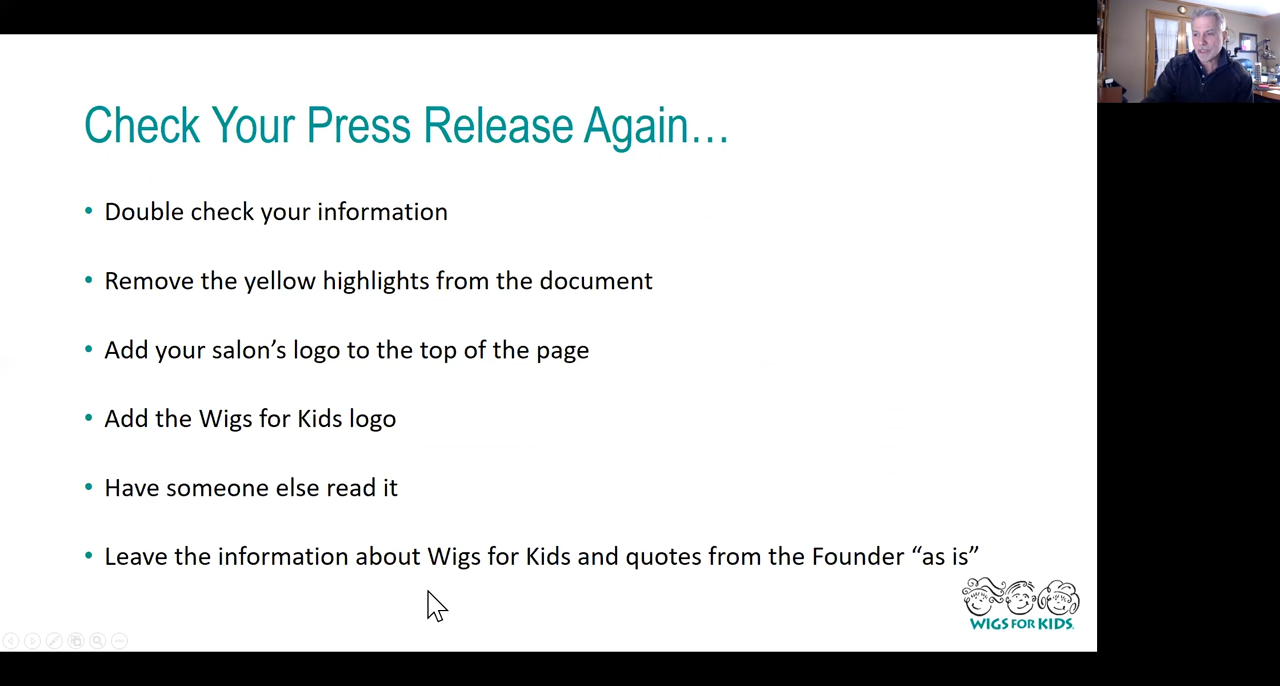 Check Your Press Release Again…
• Double check your information
• Remove the yellow highlights from the document
• Add your salon’s logo to the top of the page
• Add the Wigs for Kids logo
• Have someone else read it
• Leave the information about Wigs for Kids and quotes from the Founder “as is”
WIGS FOR KIDS.